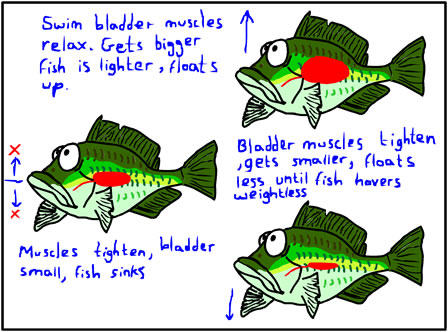 Swim bladder muscles
relax. Gets bigger
fish is lighter, floats
up.
Bladder muscles tighten
, gets smaller, floats
less until fish hovers
weightless
Muscles tighten, bladder
small, fish sinks